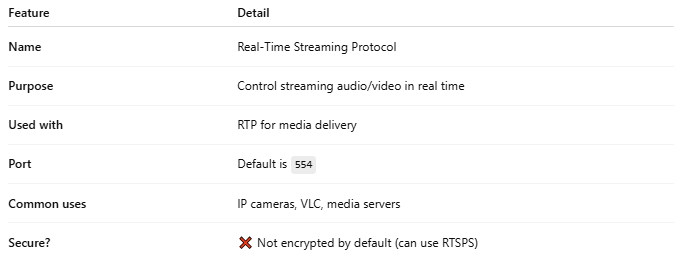 Feature Detail
Name Real-Time Streaming Protocol
Purpose Control streaming audio/video in real time
Used with RTP for media delivery
Port Default is 554
Common uses IP cameras, VLC, media servers
Secure? ❌ Not encrypted by default (can use RTSPS)